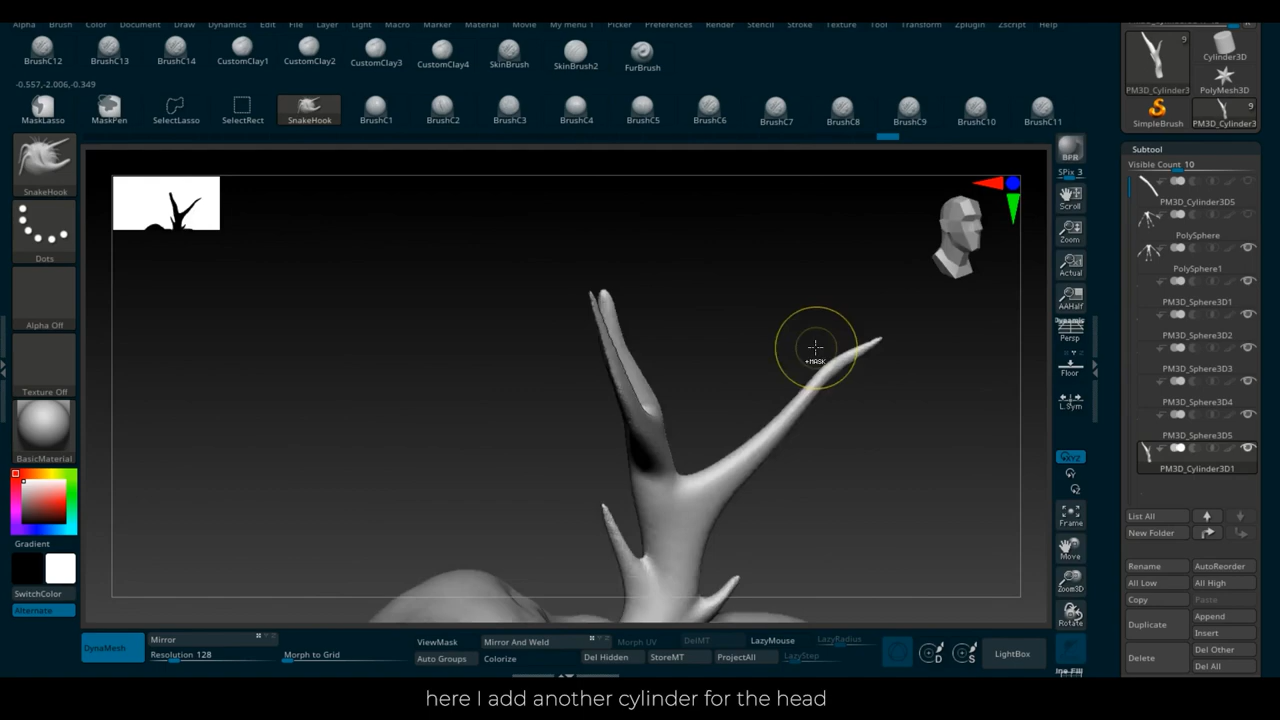 Alpha Brush Color Document Draw Dynamics Edit File Layer Light Macro Marker Material Movie My menu 1 Picker Preferences Render Stencil Stroke Texture Tool Transform Zplugin Zscript Help
BrushC12 BrushC13 BrushC14 CustomClay1 CustomClay2 CustomClay3 CustomClay4 SkinBrush SkinBrush2 FurBrush
-0.557,-2.006,-0.349
MaskLasso MaskPen SelectLasso SelectRect SnakeHook BrushC1 BrushC2 BrushC3 BrushC4 BrushC5 BrushC6 BrushC7 BrushC8 BrushC9 BrushC10 BrushC11
SnakeHook
Dots
Alpha Off
Texture Off
BasicMaterial
Gradient
SwitchColor
Alternate
+MASK
BPR
SPix 3
Scroll
Zoom
Actual
AAHalf
Dynamic
Persp
Floor
L.Sym
XYZ
Frame
Move
Zoom3D
Rotate
Line Fill
9
Cylinder3D
PM3D_Cylinder3
PolyMesh3D
9
SimpleBrush PM3D_Cylinder3
Subtool
Visible Count 10
PM3D_Cylinder3D5
PolySphere
PolySphere1
PM3D_Sphere3D1
PM3D_Sphere3D2
PM3D_Sphere3D3
PM3D_Sphere3D4
PM3D_Sphere3D5
PM3D_Cylinder3D1
List All
New Folder
Rename AutoReorder
All Low All High
Copy Paste
Duplicate Append
Insert
Delete Del Other
Del All
DynaMesh
Mirror
Resolution 128
Morph to Grid
ViewMask Mirror And Weld Morph UV DelMT LazyMouse LazyRadius
Auto Groups Colorize Del Hidden StoreMT ProjectAll LazyStep
D
S
LightBox
here I add another cylinder for the head